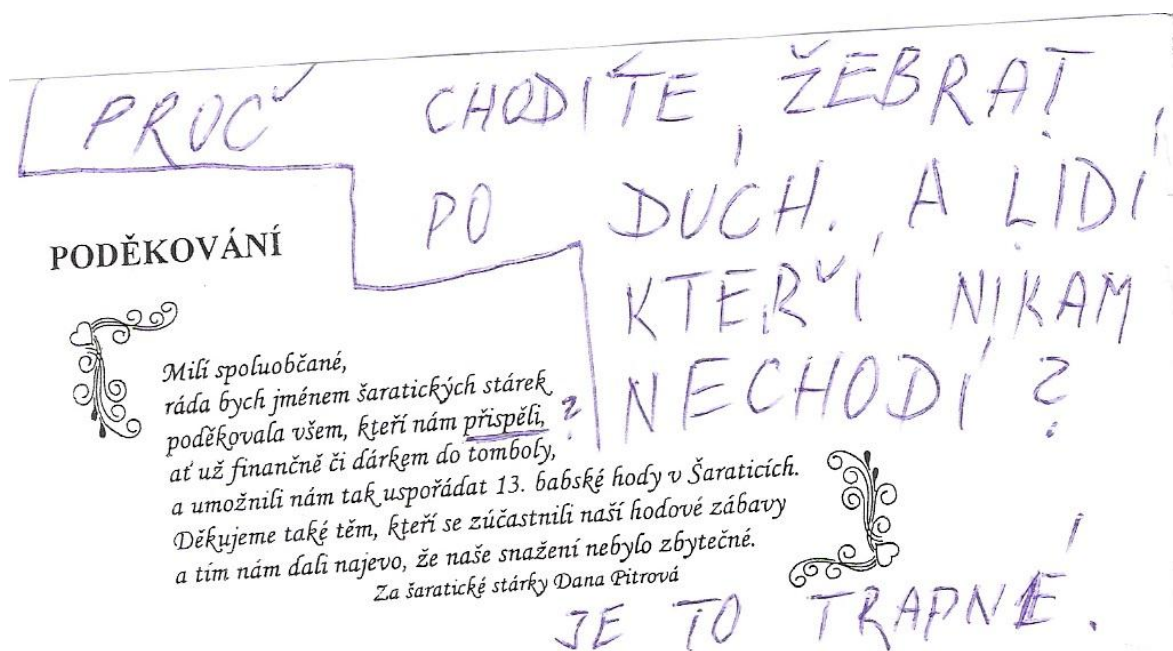 PROČ CHODÍTE ŽEBRAT,
PO DŮCH. A LIDÍ,
KTEŘÍ NIKAM
NECHODÍ?
PODĚKOVÁNÍ
Milí spoluobčané,
ráda bych jménem šaratických stárek
poděkovala všem, kteří nám přispěli, ?
ať už finančně či dárkem do tomboly,
a umožnili nám tak uspořádat 13. babské hody v Šaraticích.
Děkujeme také těm, kteří se zúčastnili naší hodové zábavy
a tím nám dali najevo, že naše snažení nebylo zbytečné.
Za šaratické stárky Dana Pitrová
JE TO TRAPNÉ.